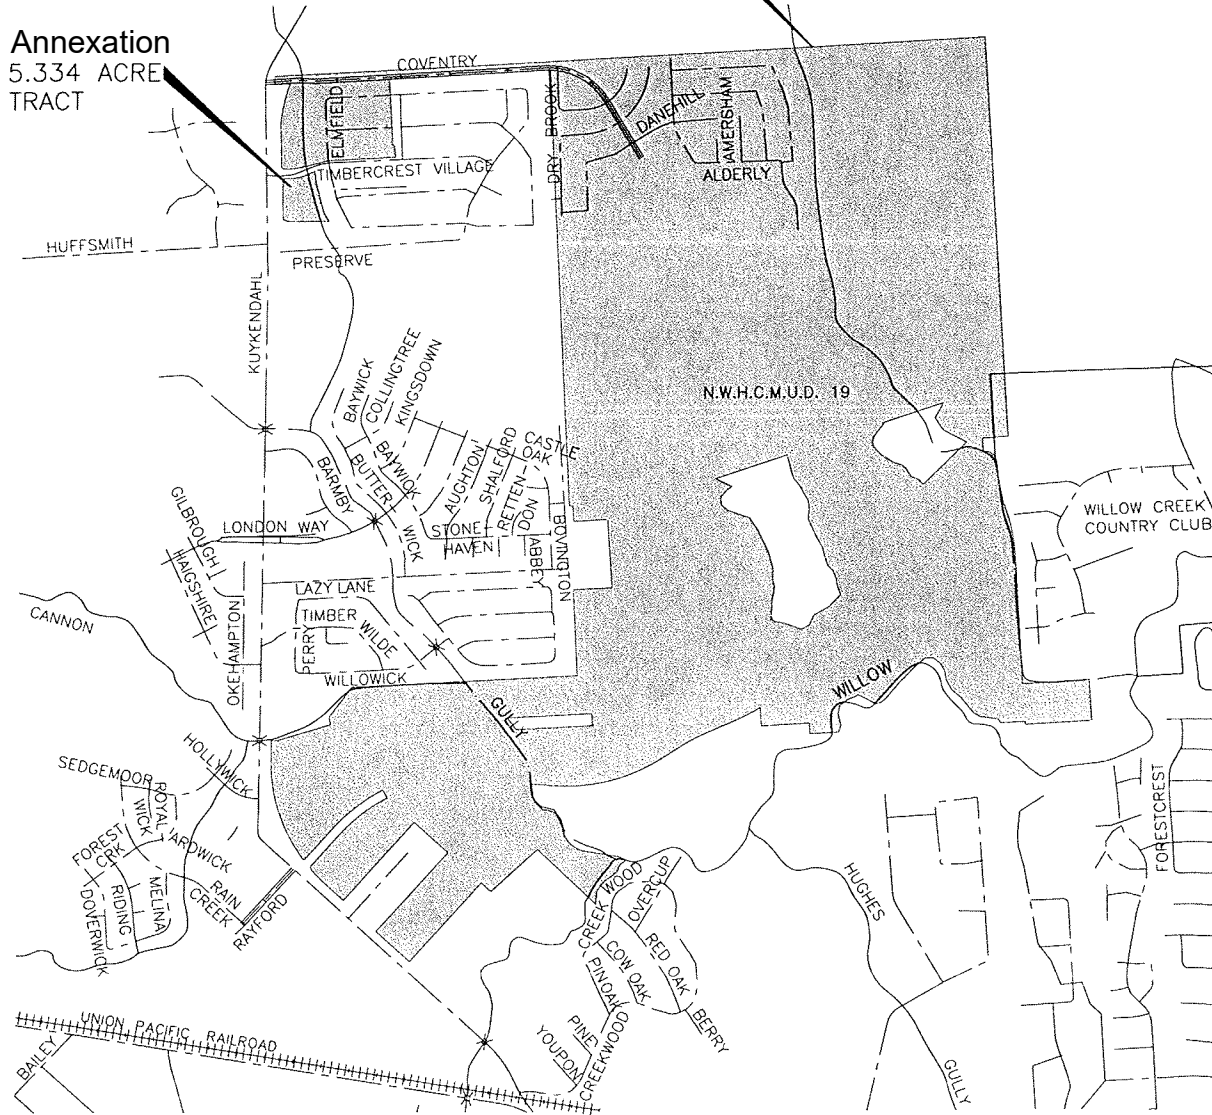 Annexation
5.334 ACRE
TRACT
COVENTRY
ELMFIELD
DRY BROOK
DANEHILL
AMERSHAM
ALDERLY
TIMBERCREST VILLAGE
HUFFSMITH
PRESERVE
KUYKENDAHL
N.W.H.C.M.U.D. 19
BAYWICK
COLLINGTREE
KINGSDOWN
BARMBY
BUTTER
WICK
BAYWICK
AUGHTON
SHALFORD
RETTEN-
DON
CASTLE
OAK
STONE-
HAVEN
ABBEY
BOVINGTON
GILBROUGH
HAIGSHIRE
LONDON WAY
LAZY LANE
TIMBER
WILDE
PERRY
WILLOWICK
OKEHAMPTON
CANNON
GULLY
WILLOW
WILLOW CREEK
COUNTRY CLUB
HOLLYWICK
SEDGEMOOR
ROYAL
WICK
FOREST
CRK
ARDWICK
RAIN
CREEK
RAYFORD
MELINA
RIDING
DOVERWICK
CREEK WOOD
OVERCUP
RED OAK
COW OAK
PINOAK
BERRY
PINE
YOUPON
CREEKWOOD
HUGHES
GULLY
FORESTCREST
UNION PACIFIC RAILROAD
BAILEY